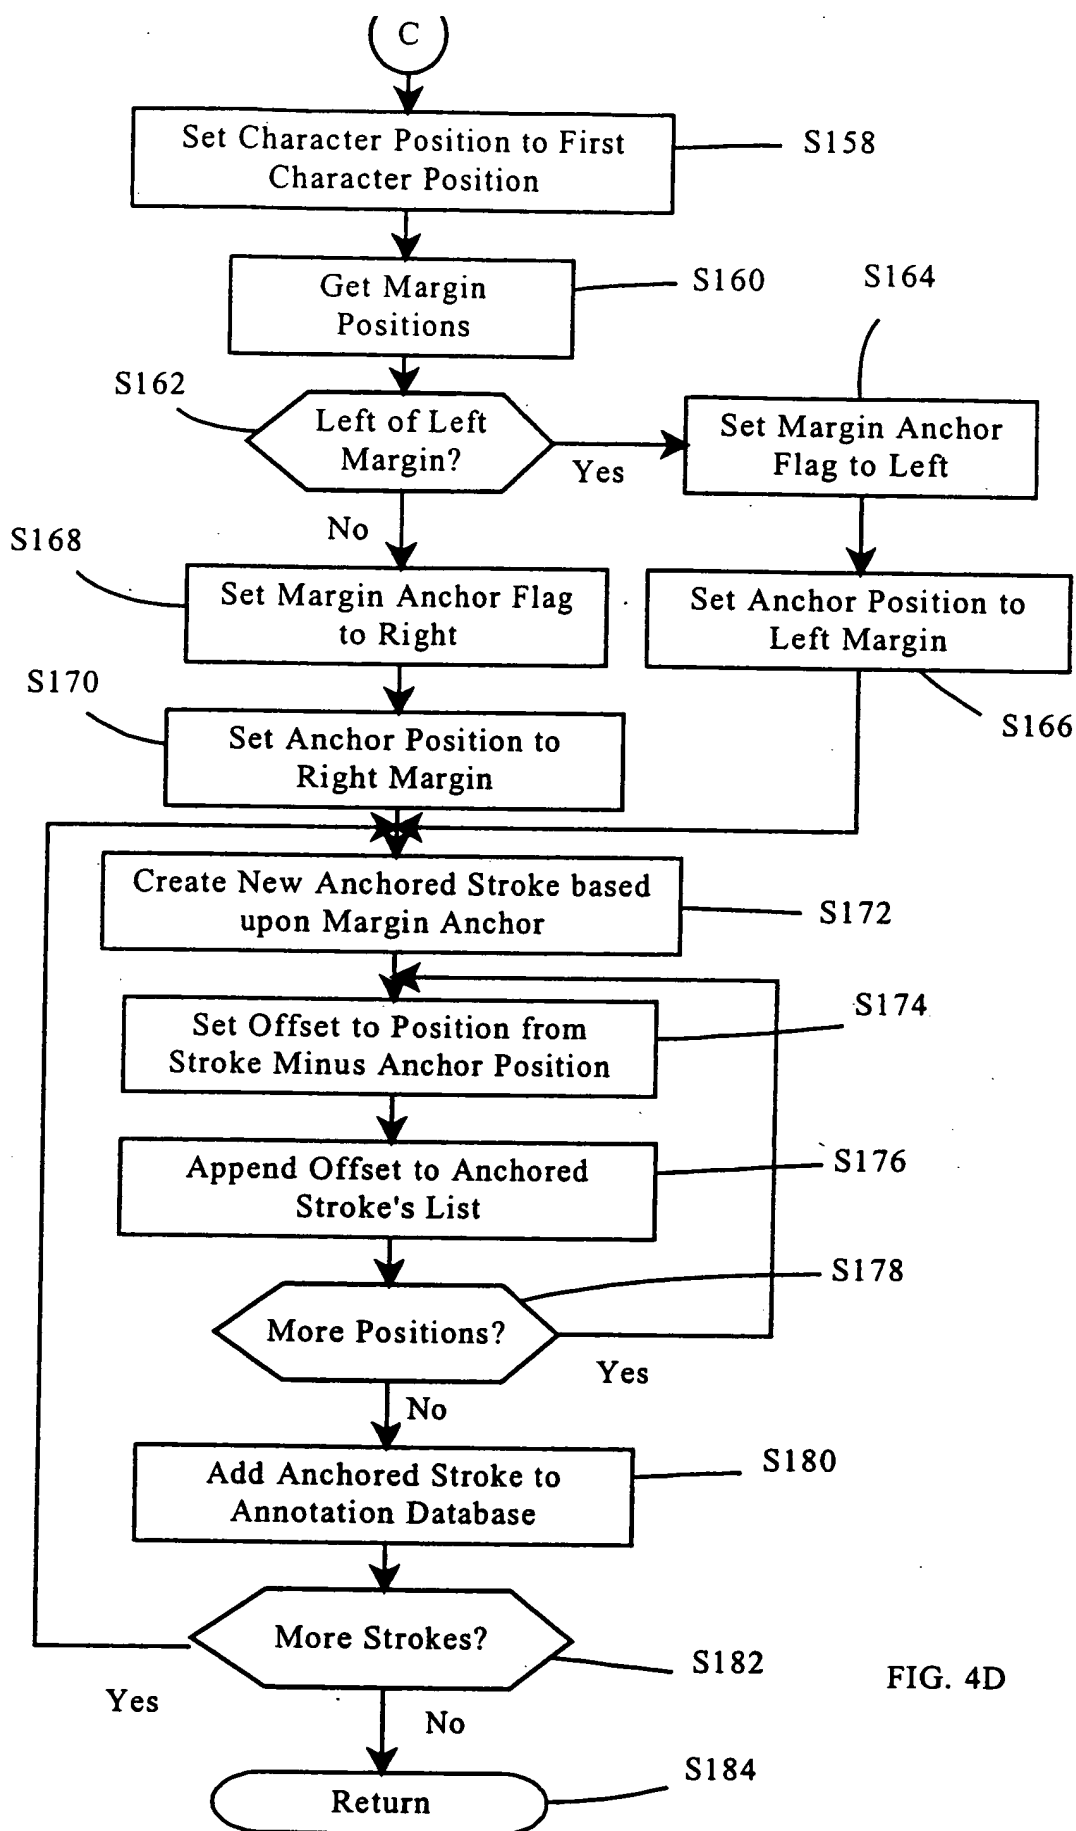 C
Set Character Position to First
Character Position
S158
Get Margin
Positions
S160
S164
S162
Left of Left
Margin?
Yes
Set Margin Anchor
Flag to Left
No
S168
Set Margin Anchor Flag
to Right
Set Anchor Position to
Left Margin
S170
S166
Set Anchor Position to
Right Margin
Create New Anchored Stroke based
upon Margin Anchor
S172
Set Offset to Position from
Stroke Minus Anchor Position
S174
Append Offset to Anchored
Stroke's List
S176
S178
More Positions?
Yes
No
Add Anchored Stroke to
Annotation Database
S180
More Strokes?
S182
FIG. 4D
Yes
No
S184
Return